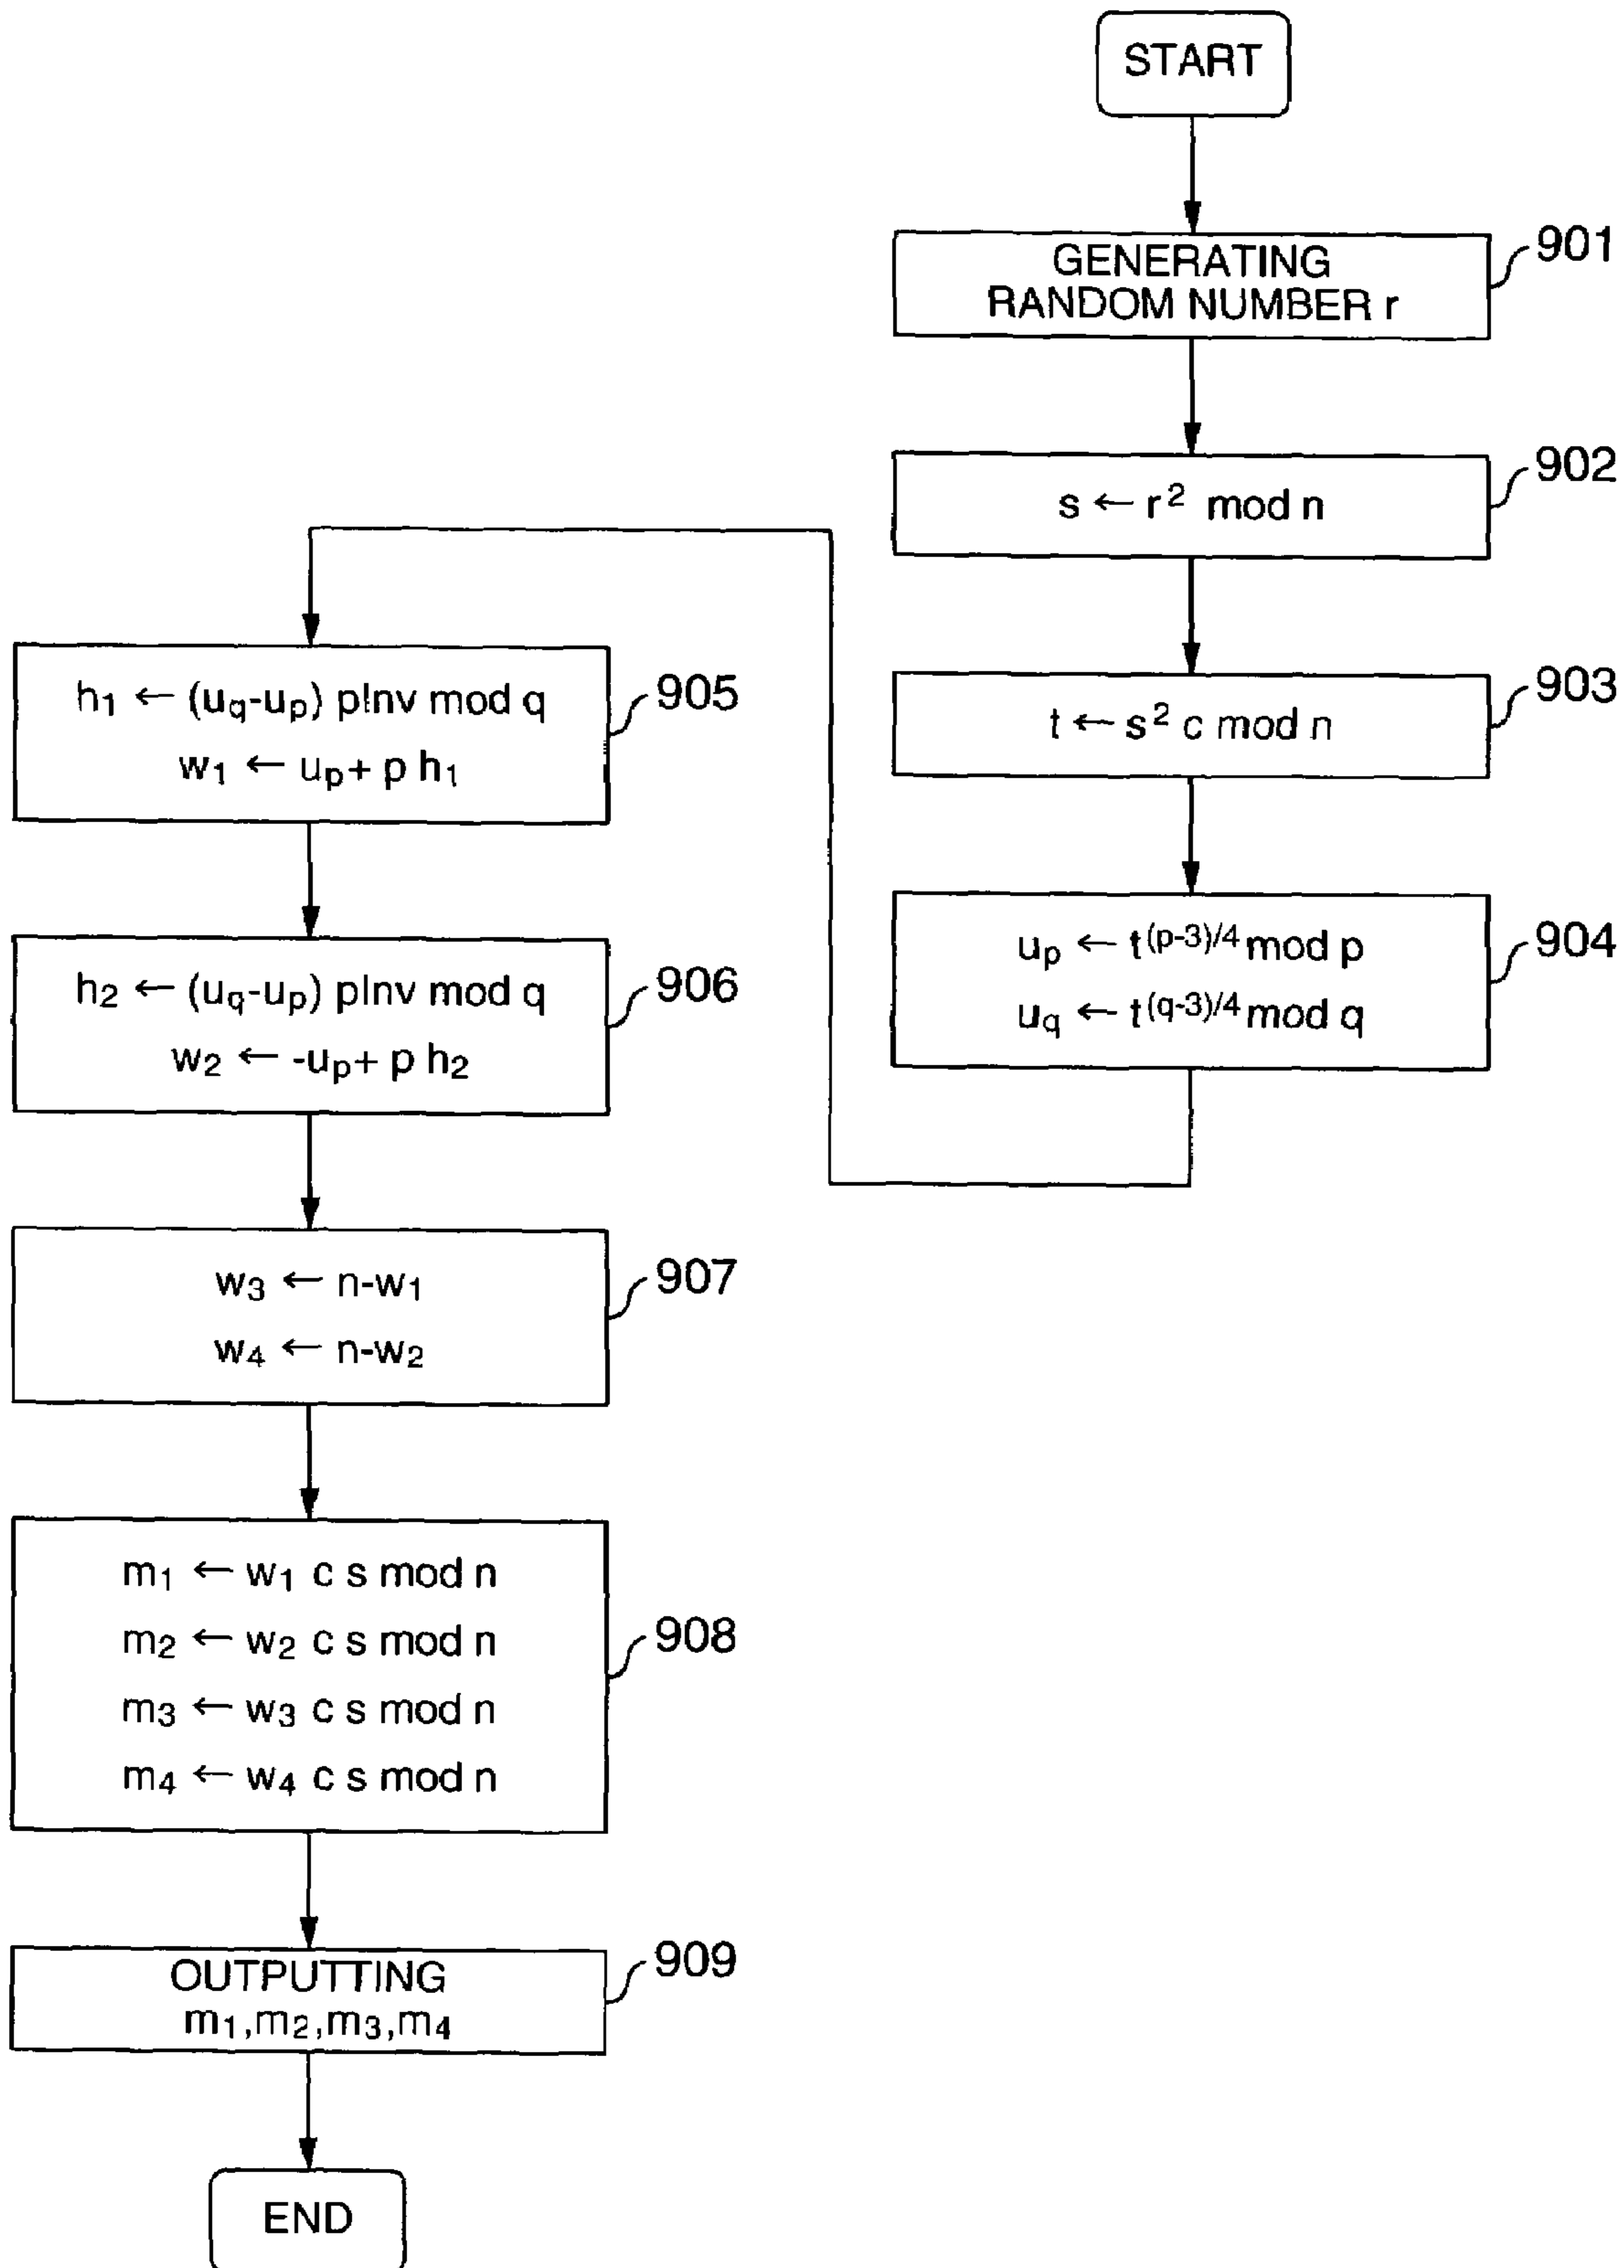 START
GENERATING
RANDOM NUMBER r
901
s ← r² mod n
902
t ← s² c mod n
903
uₚ ← t⁽ᵖ⁻³⁾/⁴ mod p
u_q ← t^(q-3)/4 mod q
904
h₁ ← (u_q-uₚ) pInv mod q
w₁ ← uₚ+ p h₁
905
h₂ ← (u_q-uₚ) pInv mod q
w₂ ← -uₚ+ p h₂
906
w₃ ← n-w₁
w₄ ← n-w₂
907
m₁ ← w₁ c s mod n
m₂ ← w₂ c s mod n
m₃ ← w₃ c s mod n
m₄ ← w₄ c s mod n
908
OUTPUTTING
m₁,m₂,m₃,m₄
909
END